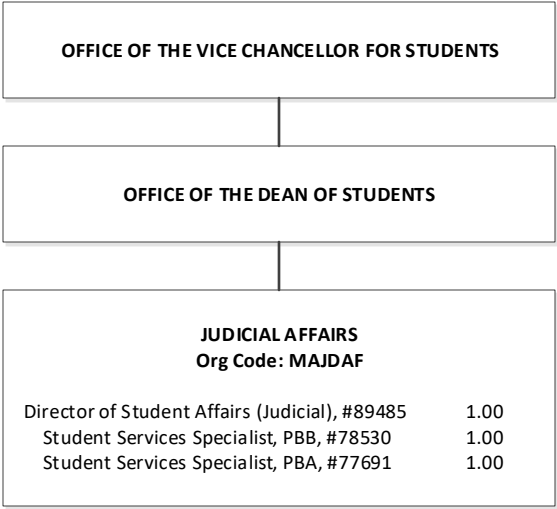 OFFICE OF THE VICE CHANCELLOR FOR STUDENTS
OFFICE OF THE DEAN OF STUDENTS
JUDICIAL AFFAIRS
Org Code: MAJDAF
Director of Student Affairs (Judicial), #89485 1.00
Student Services Specialist, PBB, #78530 1.00
Student Services Specialist, PBA, #77691 1.00